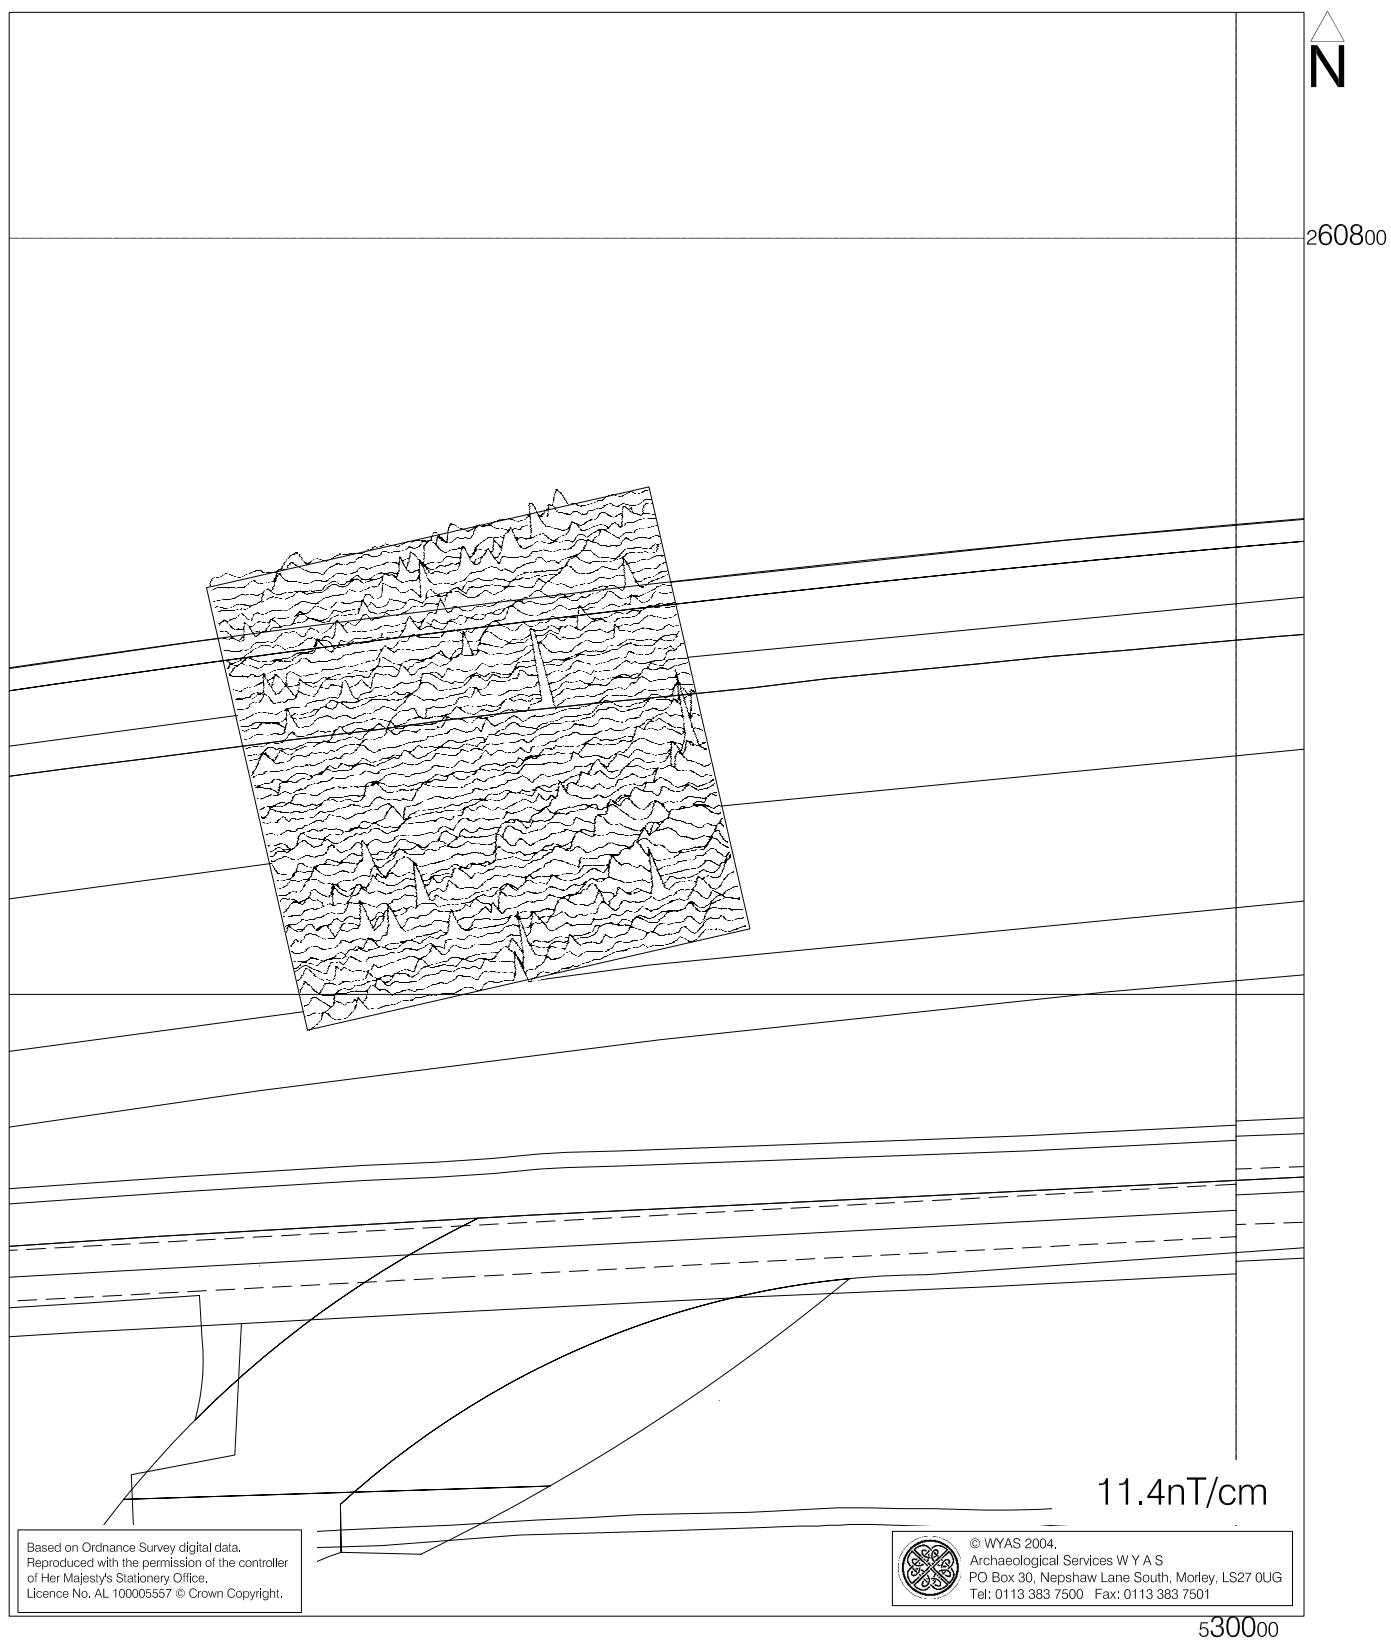 N
260800
11.4nT/cm
Based on Ordnance Survey digital data.
Reproduced with the permission of the controller
of Her Majesty's Stationery Office.
Licence No. AL 100005557 © Crown Copyright.
© WYAS 2004.
Archaeological Services W Y A S
PO Box 30, Nepshaw Lane South, Morley, LS27 0UG
Tel: 0113 383 7500 Fax: 0113 383 7501
530000